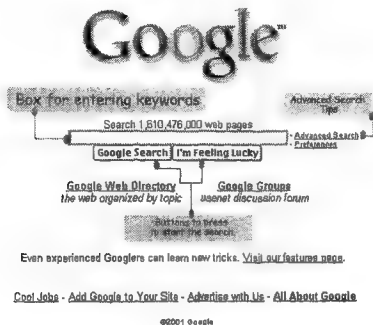 Google™
Box for entering keywords
Advanced Search
Tips
Search 1,610,476,000 web pages
- Advanced Search
- Preferences
Google Search I'm Feeling Lucky
Google Web Directory
the web organized by topic
Google Groups
usenet discussion forum
Buttons to press
to start the search
Even experienced Googlers can learn new tricks. Visit our features page.
Cool Jobs - Add Google to Your Site - Advertise with Us - All About Google
©2001 Google